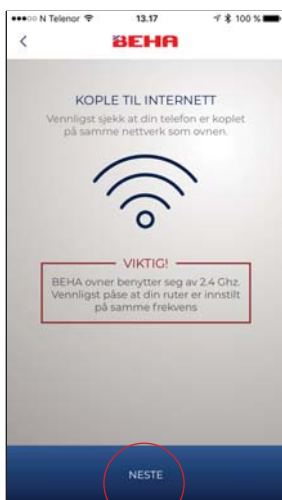 N Telenor 13.17 100 %
BEHA
KOPLE TIL INTERNETT
Vennligst sjekk at din telefon er koplet
på samme nettverk som ovnen.
VIKTIG!
BEHA ovner benytter seg av 2.4 Ghz.
Vennligst påse at din ruter er innstilt
på samme frekvens
NESTE